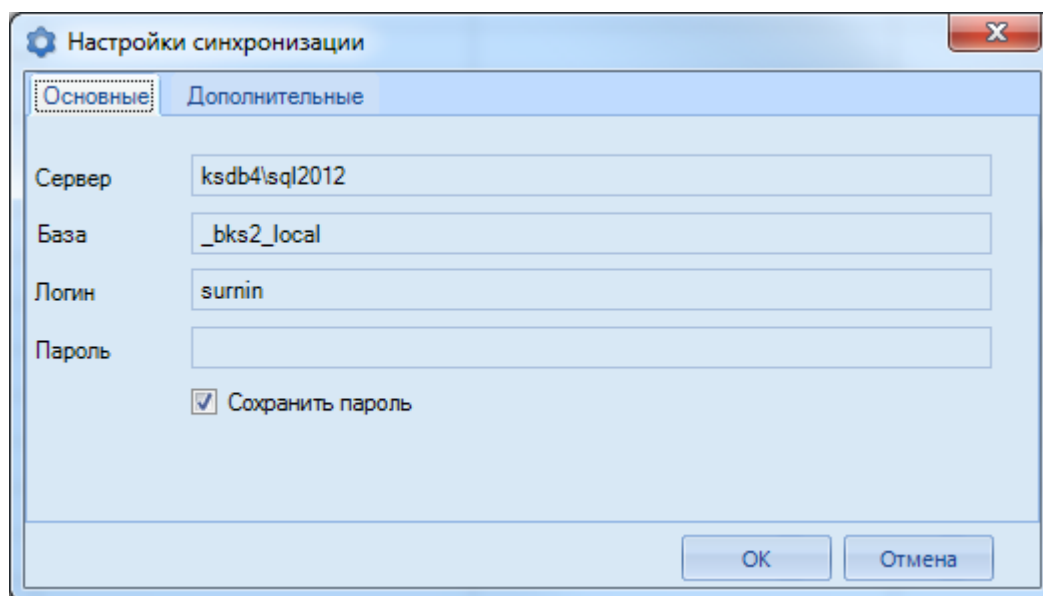 Настройки синхронизации
Основные Дополнительные
Сервер ksdb4\sql2012
База _bks2_local
Логин surnin
Пароль
Сохранить пароль
OK Отмена